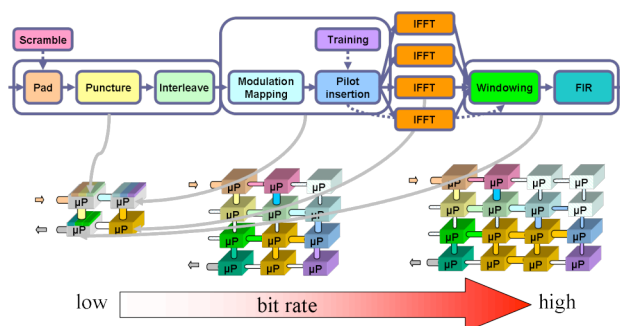 IFFT
Scramble
Training
IFFT
Pad
Puncture
Interleave
Modulation
Mapping
Pilot
insertion
IFFT
Windowing
FIR
IFFT
µP µP µP µP µP µP µP
µP µP
µP µP µP µP µP µP µP
µP µP
µP µP µP µP µP µP µP
µP µP µP µP µP µP µP
low
bit rate
high